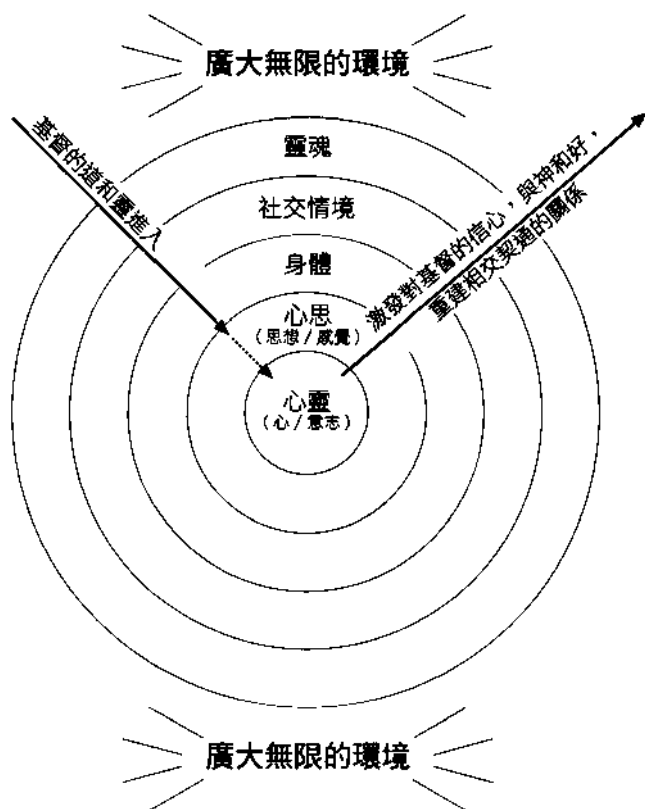 廣大無限的環境
靈魂
社交情境
身體
心思
(思想/感覺)
心靈
(心/意志)
基督的道和靈進入
激發對基督的信心，與神和好，
重建相交契通的關係
廣大無限的環境